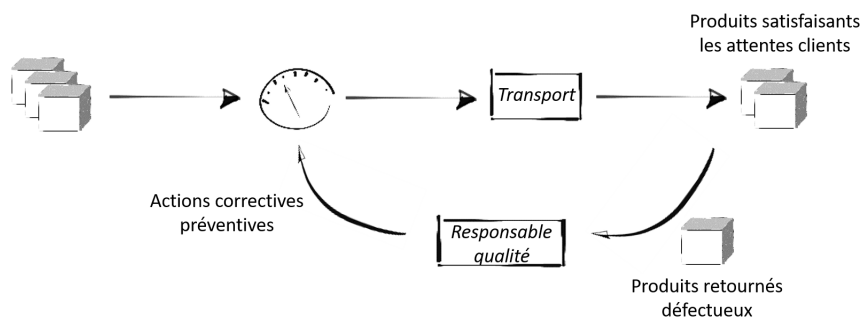 Produits satisfaisants
les attentes clients
Transport
Actions correctives
préventives
Responsable
qualité
Produits retournés
défectueux